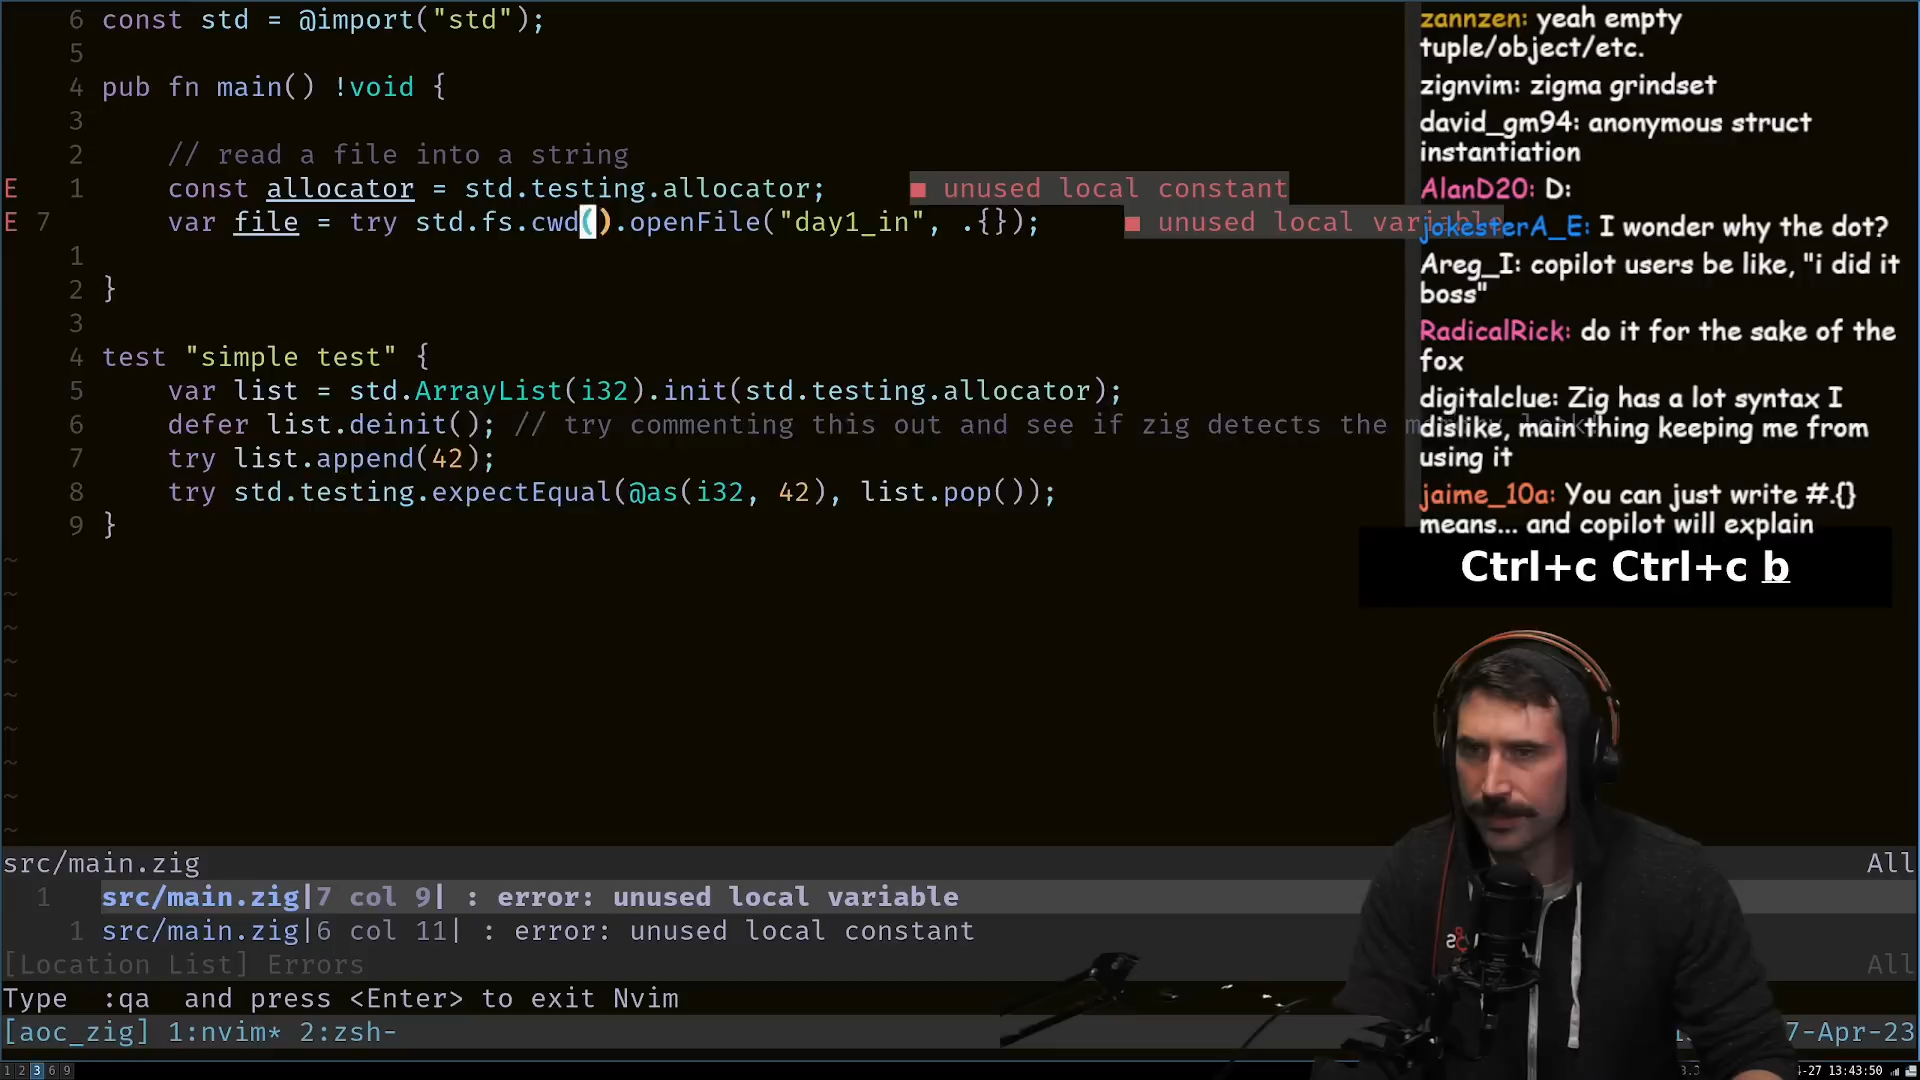 6 const std = @import("std");
5
4 pub fn main() !void {
3
2 // read a file into a string
E 1 const allocator = std.testing.allocator; ■ unused local constant
E 7 var file = try std.fs.cwd().openFile("day1_in", .{}); ■ unused local variable
1
2 }
3
4 test "simple test" {
5 var list = std.ArrayList(i32).init(std.testing.allocator);
6 defer list.deinit(); // try commenting this out and see if zig detects the
7 try list.append(42);
8 try std.testing.expectEqual(@as(i32, 42), list.pop());
9 }
~
~
~
~
~
~
~
~
~
src/main.zig All
1 src/main.zig|7 col 9| : error: unused local variable
1 src/main.zig|6 col 11| : error: unused local constant
[Location List] Errors All
Type :qa and press <Enter> to exit Nvim
[aoc_zig] 1:nvim* 2:zsh- 7-Apr-23
1 2 3 6 9 4-27 13:43:50
zannzen: yeah empty
tuple/object/etc.
zignvim: zigma grindset
david_gm94: anonymous struct
instantiation
AlanD20: D:
jokesterA_E: I wonder why the dot?
Areg_I: copilot users be like, "i did it
boss"
RadicalRick: do it for the sake of the
fox
digitalclue: Zig has a lot syntax I
dislike, main thing keeping me from
using it
jaime_10a: You can just write #.{}
means... and copilot will explain
Ctrl+c Ctrl+c b